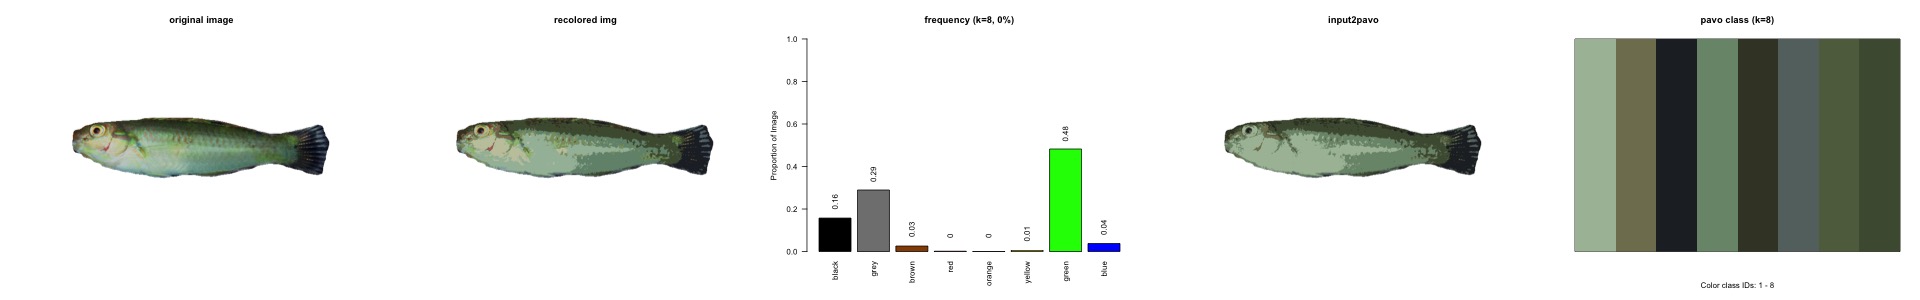 original image
recolored img
frequency (k=8, 0%)
input2pavo
pavo class (k=8)
Proportion of Image
1.0
0.8
0.6
0.4
0.2
0.0
0.16
0.29
0.03
0
0
0.01
0.48
0.04
black
grey
brown
red
orange
yellow
green
blue
Color class IDs: 1 - 8